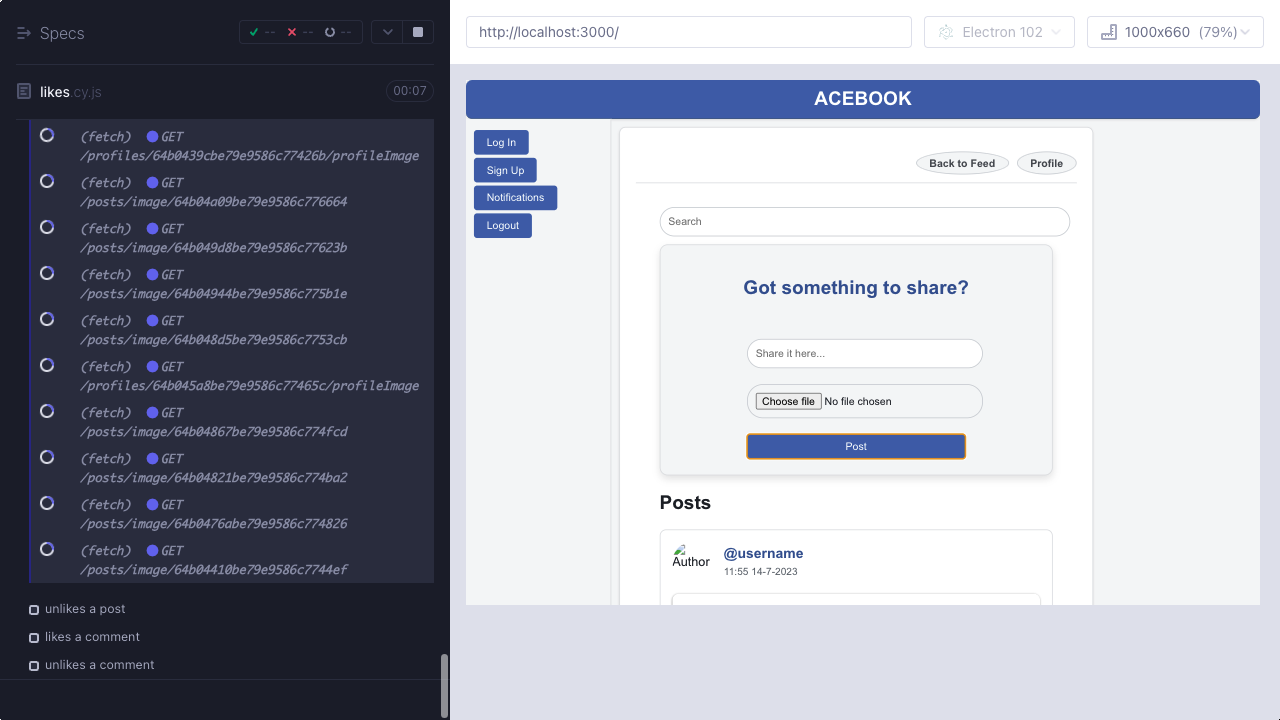 Specs
-- -- --
likes.cy.js
00:07
(fetch) GET
/profiles/64b0439cbe79e9586c77426b/profileImage
(fetch) GET
/posts/image/64b04a09be79e9586c776664
(fetch) GET
/posts/image/64b049d8be79e9586c77623b
(fetch) GET
/posts/image/64b04944be79e9586c775b1e
(fetch) GET
/posts/image/64b048d5be79e9586c7753cb
(fetch) GET
/profiles/64b045a8be79e9586c77465c/profileImage
(fetch) GET
/posts/image/64b04867be79e9586c774fcd
(fetch) GET
/posts/image/64b04821be79e9586c774ba2
(fetch) GET
/posts/image/64b0476abe79e9586c774826
(fetch) GET
/posts/image/64b04410be79e9586c7744ef
unlikes a post
likes a comment
unlikes a comment
http://localhost:3000/
Electron 102
1000x660 (79%)
ACEBOOK
Log In
Sign Up
Notifications
Logout
Back to Feed
Profile
Search
Got something to share?
Share it here...
Choose file No file chosen
Post
Posts
Author
@username
11:55 14-7-2023